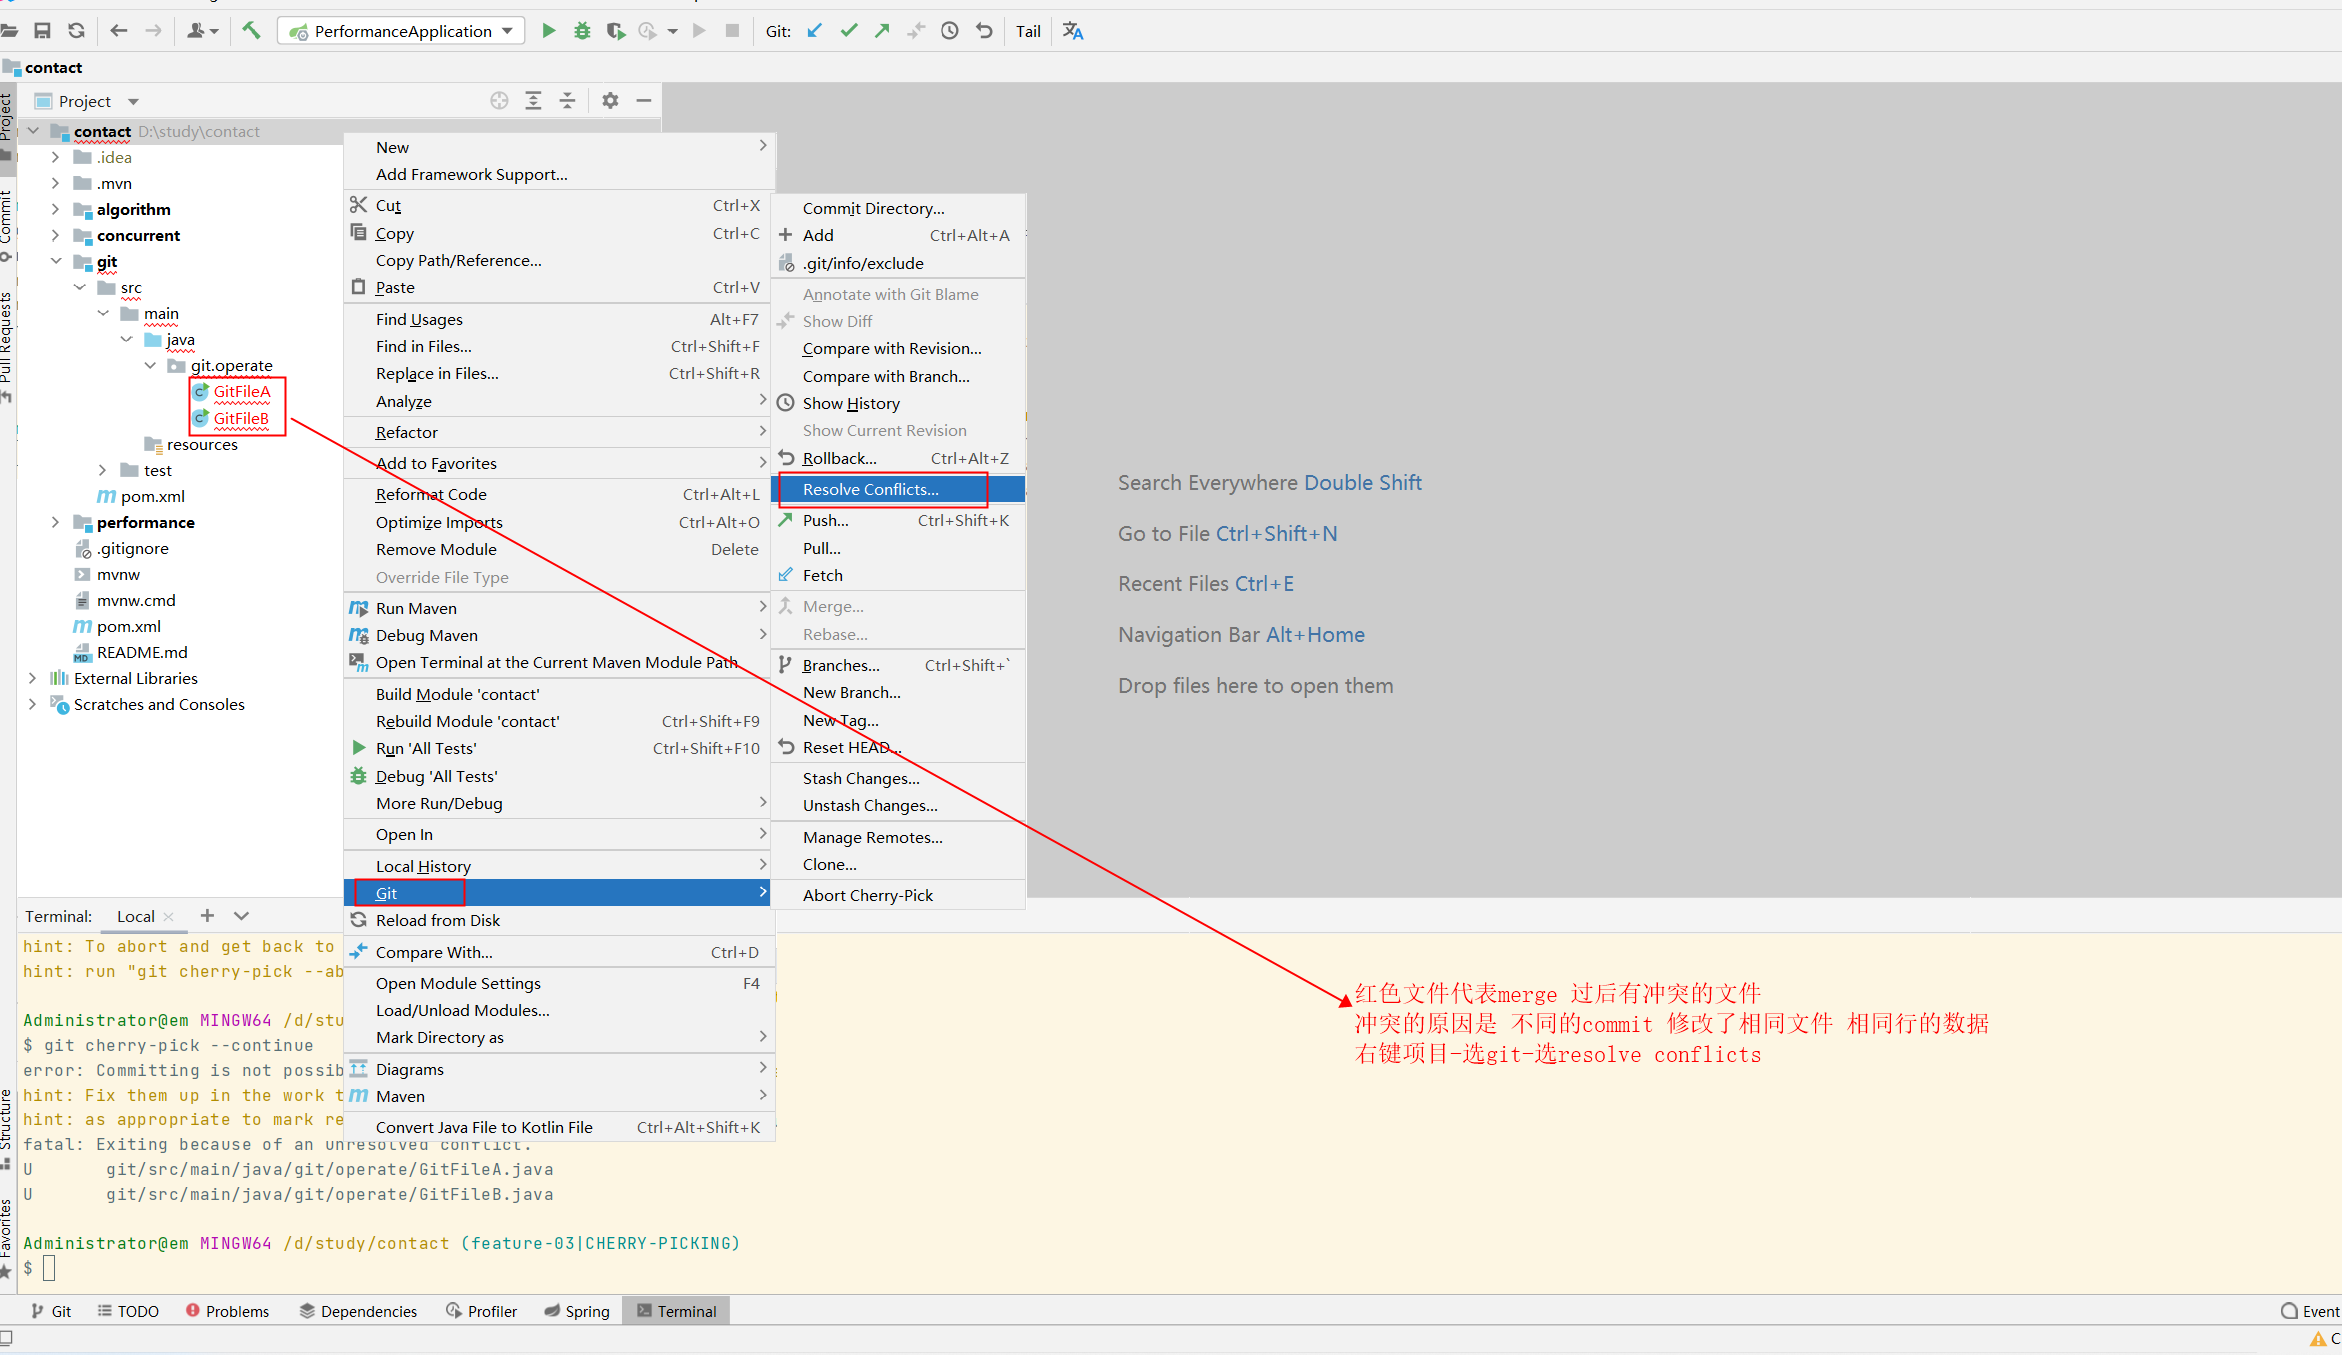 PerformanceApplication
Git:
Tail
contact
Project
contact D:\study\contact
.idea
.mvn
algorithm
concurrent
git
src
main
java
git.operate
GitFileA
GitFileB
resources
test
pom.xml
performance
.gitignore
mvnw
mvnw.cmd
pom.xml
README.md
External Libraries
Scratches and Consoles
Project
Commit
Pull Requests
Structure
Favorites
New
Add Framework Support...
Cut Ctrl+X
Copy Ctrl+C
Copy Path/Reference...
Paste Ctrl+V
Find Usages Alt+F7
Find in Files... Ctrl+Shift+F
Replace in Files... Ctrl+Shift+R
Analyze
Refactor
Add to Favorites
Reformat Code Ctrl+Alt+L
Optimize Imports Ctrl+Alt+O
Remove Module Delete
Override File Type
Run Maven
Debug Maven
Open Terminal at the Current Maven Module Path
Build Module 'contact'
Rebuild Module 'contact' Ctrl+Shift+F9
Run 'All Tests' Ctrl+Shift+F10
Debug 'All Tests'
More Run/Debug
Open In
Local History
Git
Reload from Disk
Compare With... Ctrl+D
Open Module Settings F4
Load/Unload Modules...
Mark Directory as
Diagrams
Maven
Convert Java File to Kotlin File Ctrl+Alt+Shift+K
Commit Directory...
Add Ctrl+Alt+A
.git/info/exclude
Annotate with Git Blame
Show Diff
Compare with Revision...
Compare with Branch...
Show History
Show Current Revision
Rollback... Ctrl+Alt+Z
Resolve Conflicts...
Push... Ctrl+Shift+K
Pull...
Fetch
Merge...
Rebase...
Branches... Ctrl+Shift+`
New Branch...
New Tag...
Reset HEAD...
Stash Changes...
Unstash Changes...
Manage Remotes...
Clone...
Abort Cherry-Pick
Search Everywhere Double Shift
Go to File Ctrl+Shift+N
Recent Files Ctrl+E
Navigation Bar Alt+Home
Drop files here to open them
红色文件代表merge 过后有冲突的文件
冲突的原因是 不同的commit 修改了相同文件 相同行的数据
右键项目-选git-选resolve conflicts
Terminal: Local
hint: To abort and get back to
hint: run "git cherry-pick --ab
Administrator@em MINGW64 /d/stu
$ git cherry-pick --continue
error: Committing is not possib
hint: Fix them up in the work t
hint: as appropriate to mark re
fatal: Exiting because of an unresolved conflict.
U git/src/main/java/git/operate/GitFileA.java
U git/src/main/java/git/operate/GitFileB.java
Administrator@em MINGW64 /d/study/contact (feature-03|CHERRY-PICKING)
$
Git TODO Problems Dependencies Profiler Spring Terminal
Event